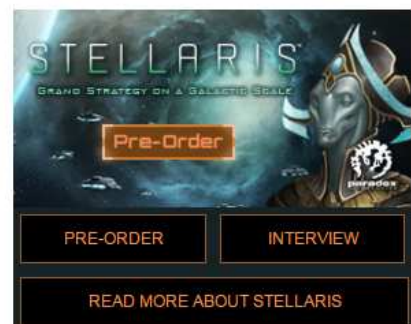 STELLARIS
GRAND STRATEGY ON A GALACTIC SCALE
Pre-Order
paradox
PRE-ORDER
INTERVIEW
READ MORE ABOUT STELLARIS